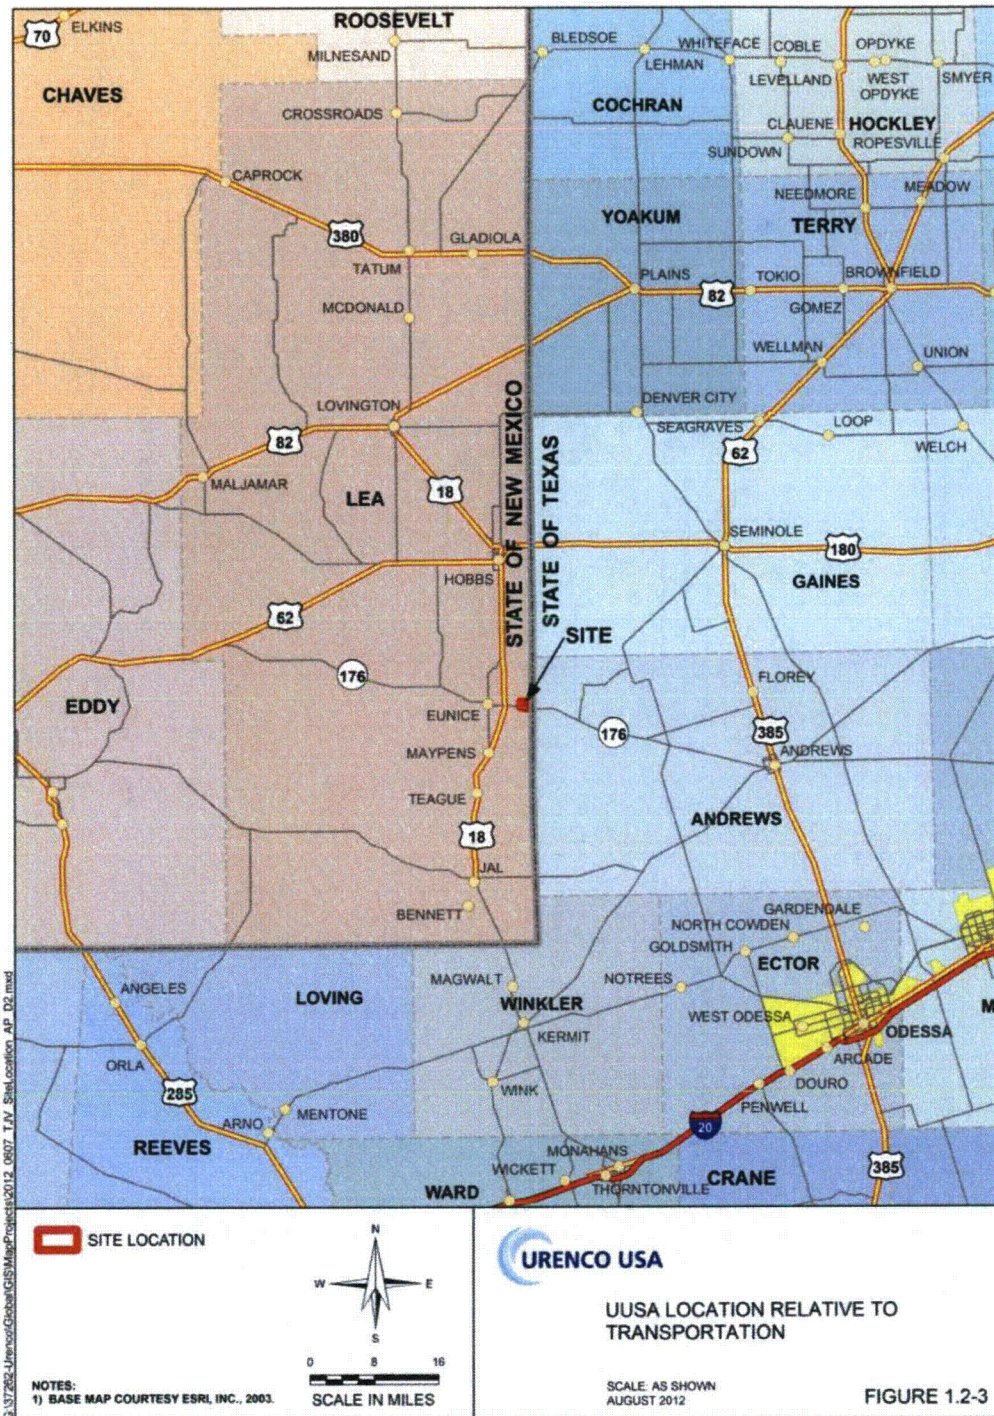 ROOSEVELT
70
ELKINS
MILNESAND
BLEDSOE
WHITEFACE
COBLE
OPDYKE
LEHMAN
LEVELLAND
WEST
OPDYKE
SMYER
CHAVES
COCHRAN
CROSSROADS
CLAUENE
HOCKLEY
SUNDOWN
ROPESVILLE
CAPROCK
NEEDMORE
MEADOW
YOAKUM
TERRY
380
GLADIOLA
TATUM
PLAINS
82
TOKIO
BROWNFIELD
GOMEZ
MCDONALD
WELLMAN
UNION
LOVINGTON
DENVER CITY
SEAGRAVES
LOOP
WELCH
82
62
MALJAMAR
LEA
18
STATE OF NEW MEXICO
STATE OF TEXAS
SEMINOLE
180
HOBBS
GAINES
62
SITE
176
FLOREY
EDDY
EUNICE
176
385
MAYPENS
ANDREWS
TEAGUE
ANDREWS
18
JAL
BENNETT
GARDENDALE
NORTH COWDEN
GOLDSMITH
ECTOR
MAGWALT
NOTREES
ANGELES
LOVING
WINKLER
M
WEST ODESSA
ODESSA
KERMIT
ARCADE
ORLA
WINK
DOURO
285
PENWELL
MENTONE
ARNO
20
REEVES
MONAHANS
WICKETT
385
THORNTONVILLE
CRANE
WARD
SITE LOCATION
N
W
E
S
0 8 16
SCALE IN MILES
NOTES:
1) BASE MAP COURTESY ESRI, INC., 2003.
URENCO USA
UUSA LOCATION RELATIVE TO
TRANSPORTATION
SCALE: AS SHOWN
AUGUST 2012
FIGURE 1.2-3